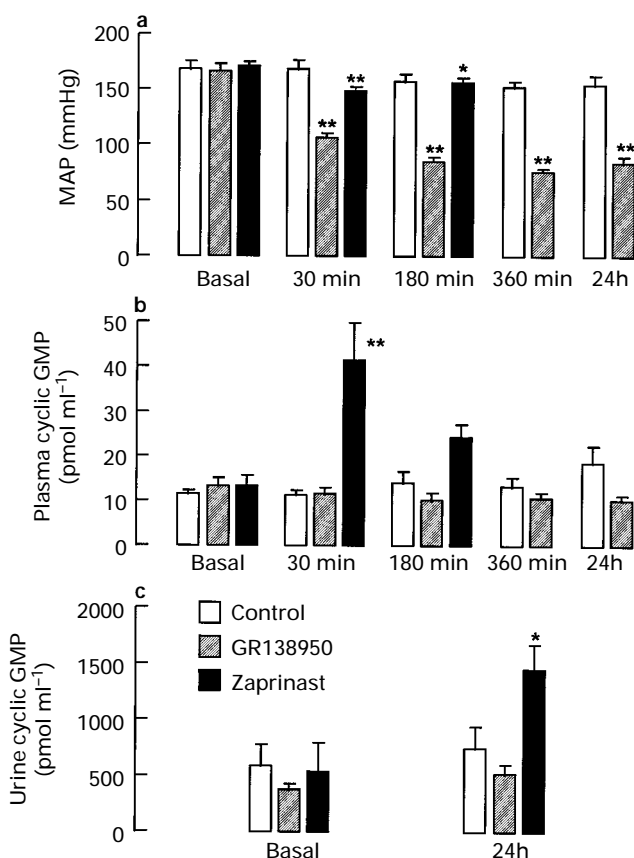 a
MAP (mmHg)
200
150
100
50
0
** ** * ** ** **
Basal 30 min 180 min 360 min 24h
b
Plasma cyclic GMP
(pmol ml⁻¹)
50
40
30
20
10
0
**
Basal 30 min 180 min 360 min 24h
c
Urine cyclic GMP
(pmol ml⁻¹)
2000
1500
1000
500
0
Control
GR138950
Zaprinast
*
Basal 24h